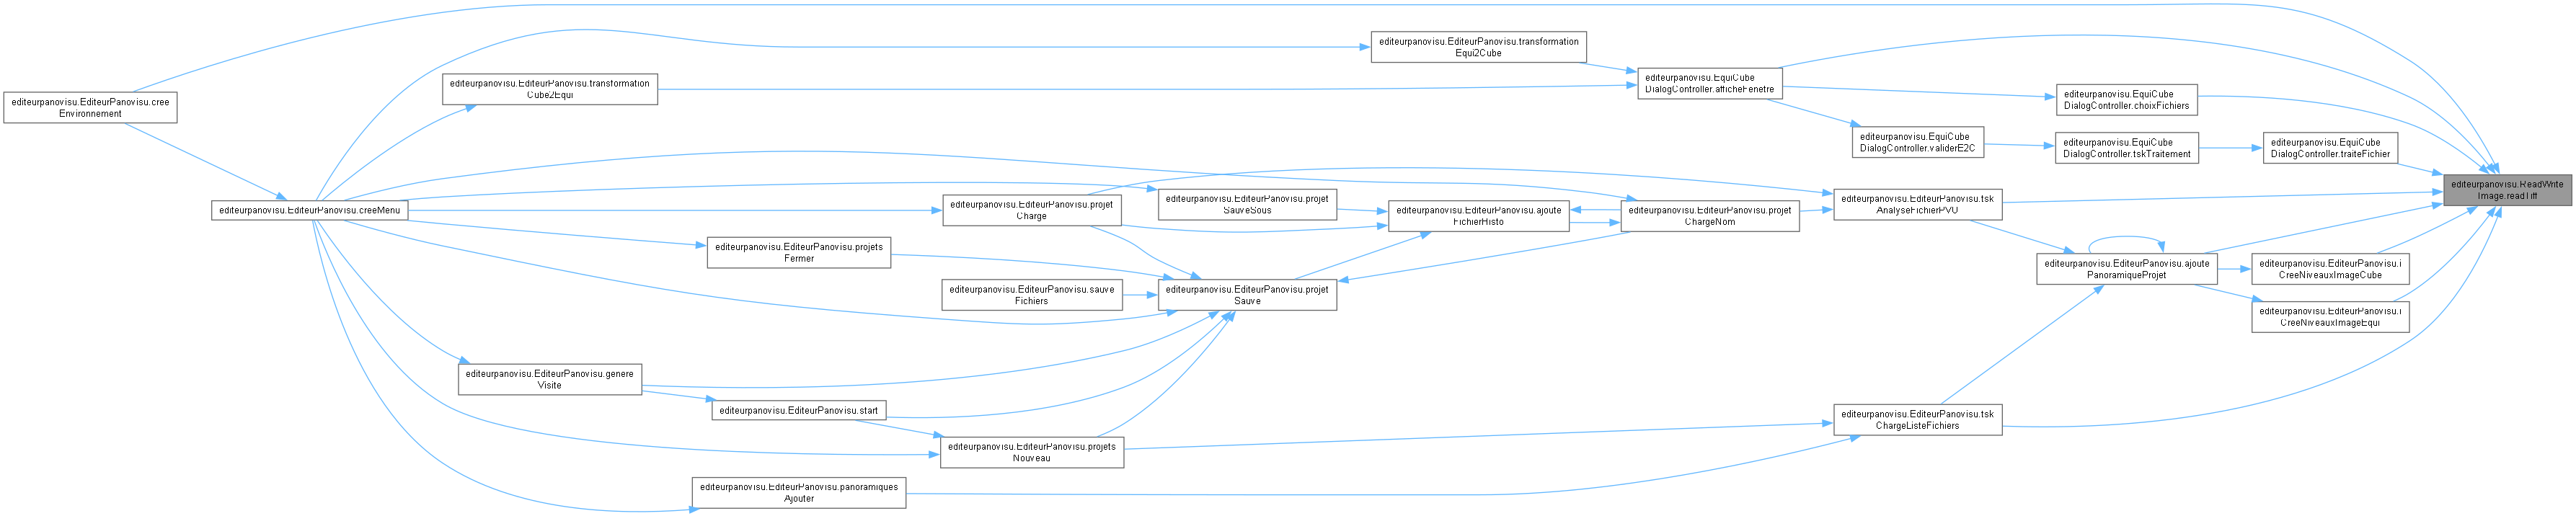 editeurpanovisu.EditeurPanovisu.transformation
Equi2Cube
editeurpanovisu.EditeurPanovisu.transformation
Cube2Equi
editeurpanovisu.EquiCube
DialogController.afficheFenetre
editeurpanovisu.EditeurPanovisu.cree
Environnement
editeurpanovisu.EquiCube
DialogController.choixFichiers
editeurpanovisu.EquiCube
DialogController.validerE2C
editeurpanovisu.EquiCube
DialogController.tskTraitement
editeurpanovisu.EquiCube
DialogController.traiteFichier
editeurpanovisu.ReadWrite
Image.readTiff
editeurpanovisu.EditeurPanovisu.creeMenu
editeurpanovisu.EditeurPanovisu.projet
Charge
editeurpanovisu.EditeurPanovisu.projet
SauveSous
editeurpanovisu.EditeurPanovisu.ajoute
FichierHisto
editeurpanovisu.EditeurPanovisu.projet
ChargeNom
editeurpanovisu.EditeurPanovisu.tsk
AnalyseFichierPVU
editeurpanovisu.EditeurPanovisu.projets
Fermer
editeurpanovisu.EditeurPanovisu.ajoute
PanoramiqueProjet
editeurpanovisu.EditeurPanovisu.i
CreeNiveauxImageCube
editeurpanovisu.EditeurPanovisu.sauve
Fichiers
editeurpanovisu.EditeurPanovisu.projet
Sauve
editeurpanovisu.EditeurPanovisu.i
CreeNiveauxImageEqui
editeurpanovisu.EditeurPanovisu.genere
Visite
editeurpanovisu.EditeurPanovisu.start
editeurpanovisu.EditeurPanovisu.tsk
ChargeListeFichiers
editeurpanovisu.EditeurPanovisu.projets
Nouveau
editeurpanovisu.EditeurPanovisu.panoramiques
Ajouter